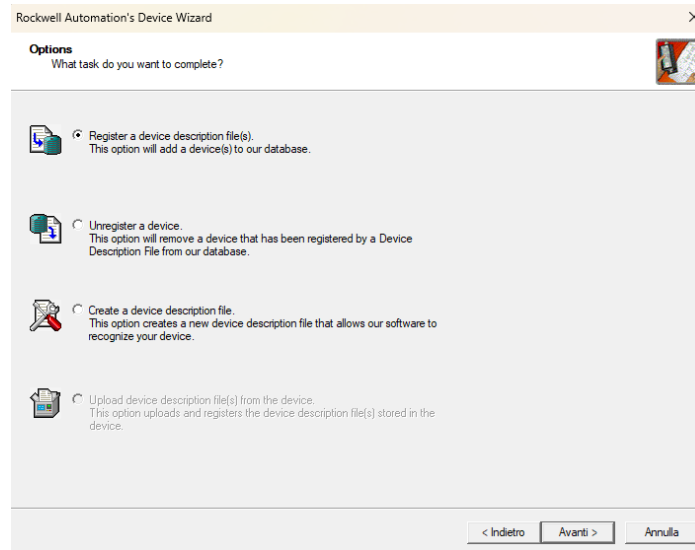 Rockwell Automation's Device Wizard
Options
What task do you want to complete?
Register a device description file(s).
This option will add a device(s) to our database.
Unregister a device.
This option will remove a device that has been registered by a Device
Description File from our database.
Create a device description file.
This option creates a new device description file that allows our software to
recognize your device.
Upload device description file(s) from the device.
This option uploads and registers the device description file(s) stored in the
device.
< Indietro
Avanti >
Annulla